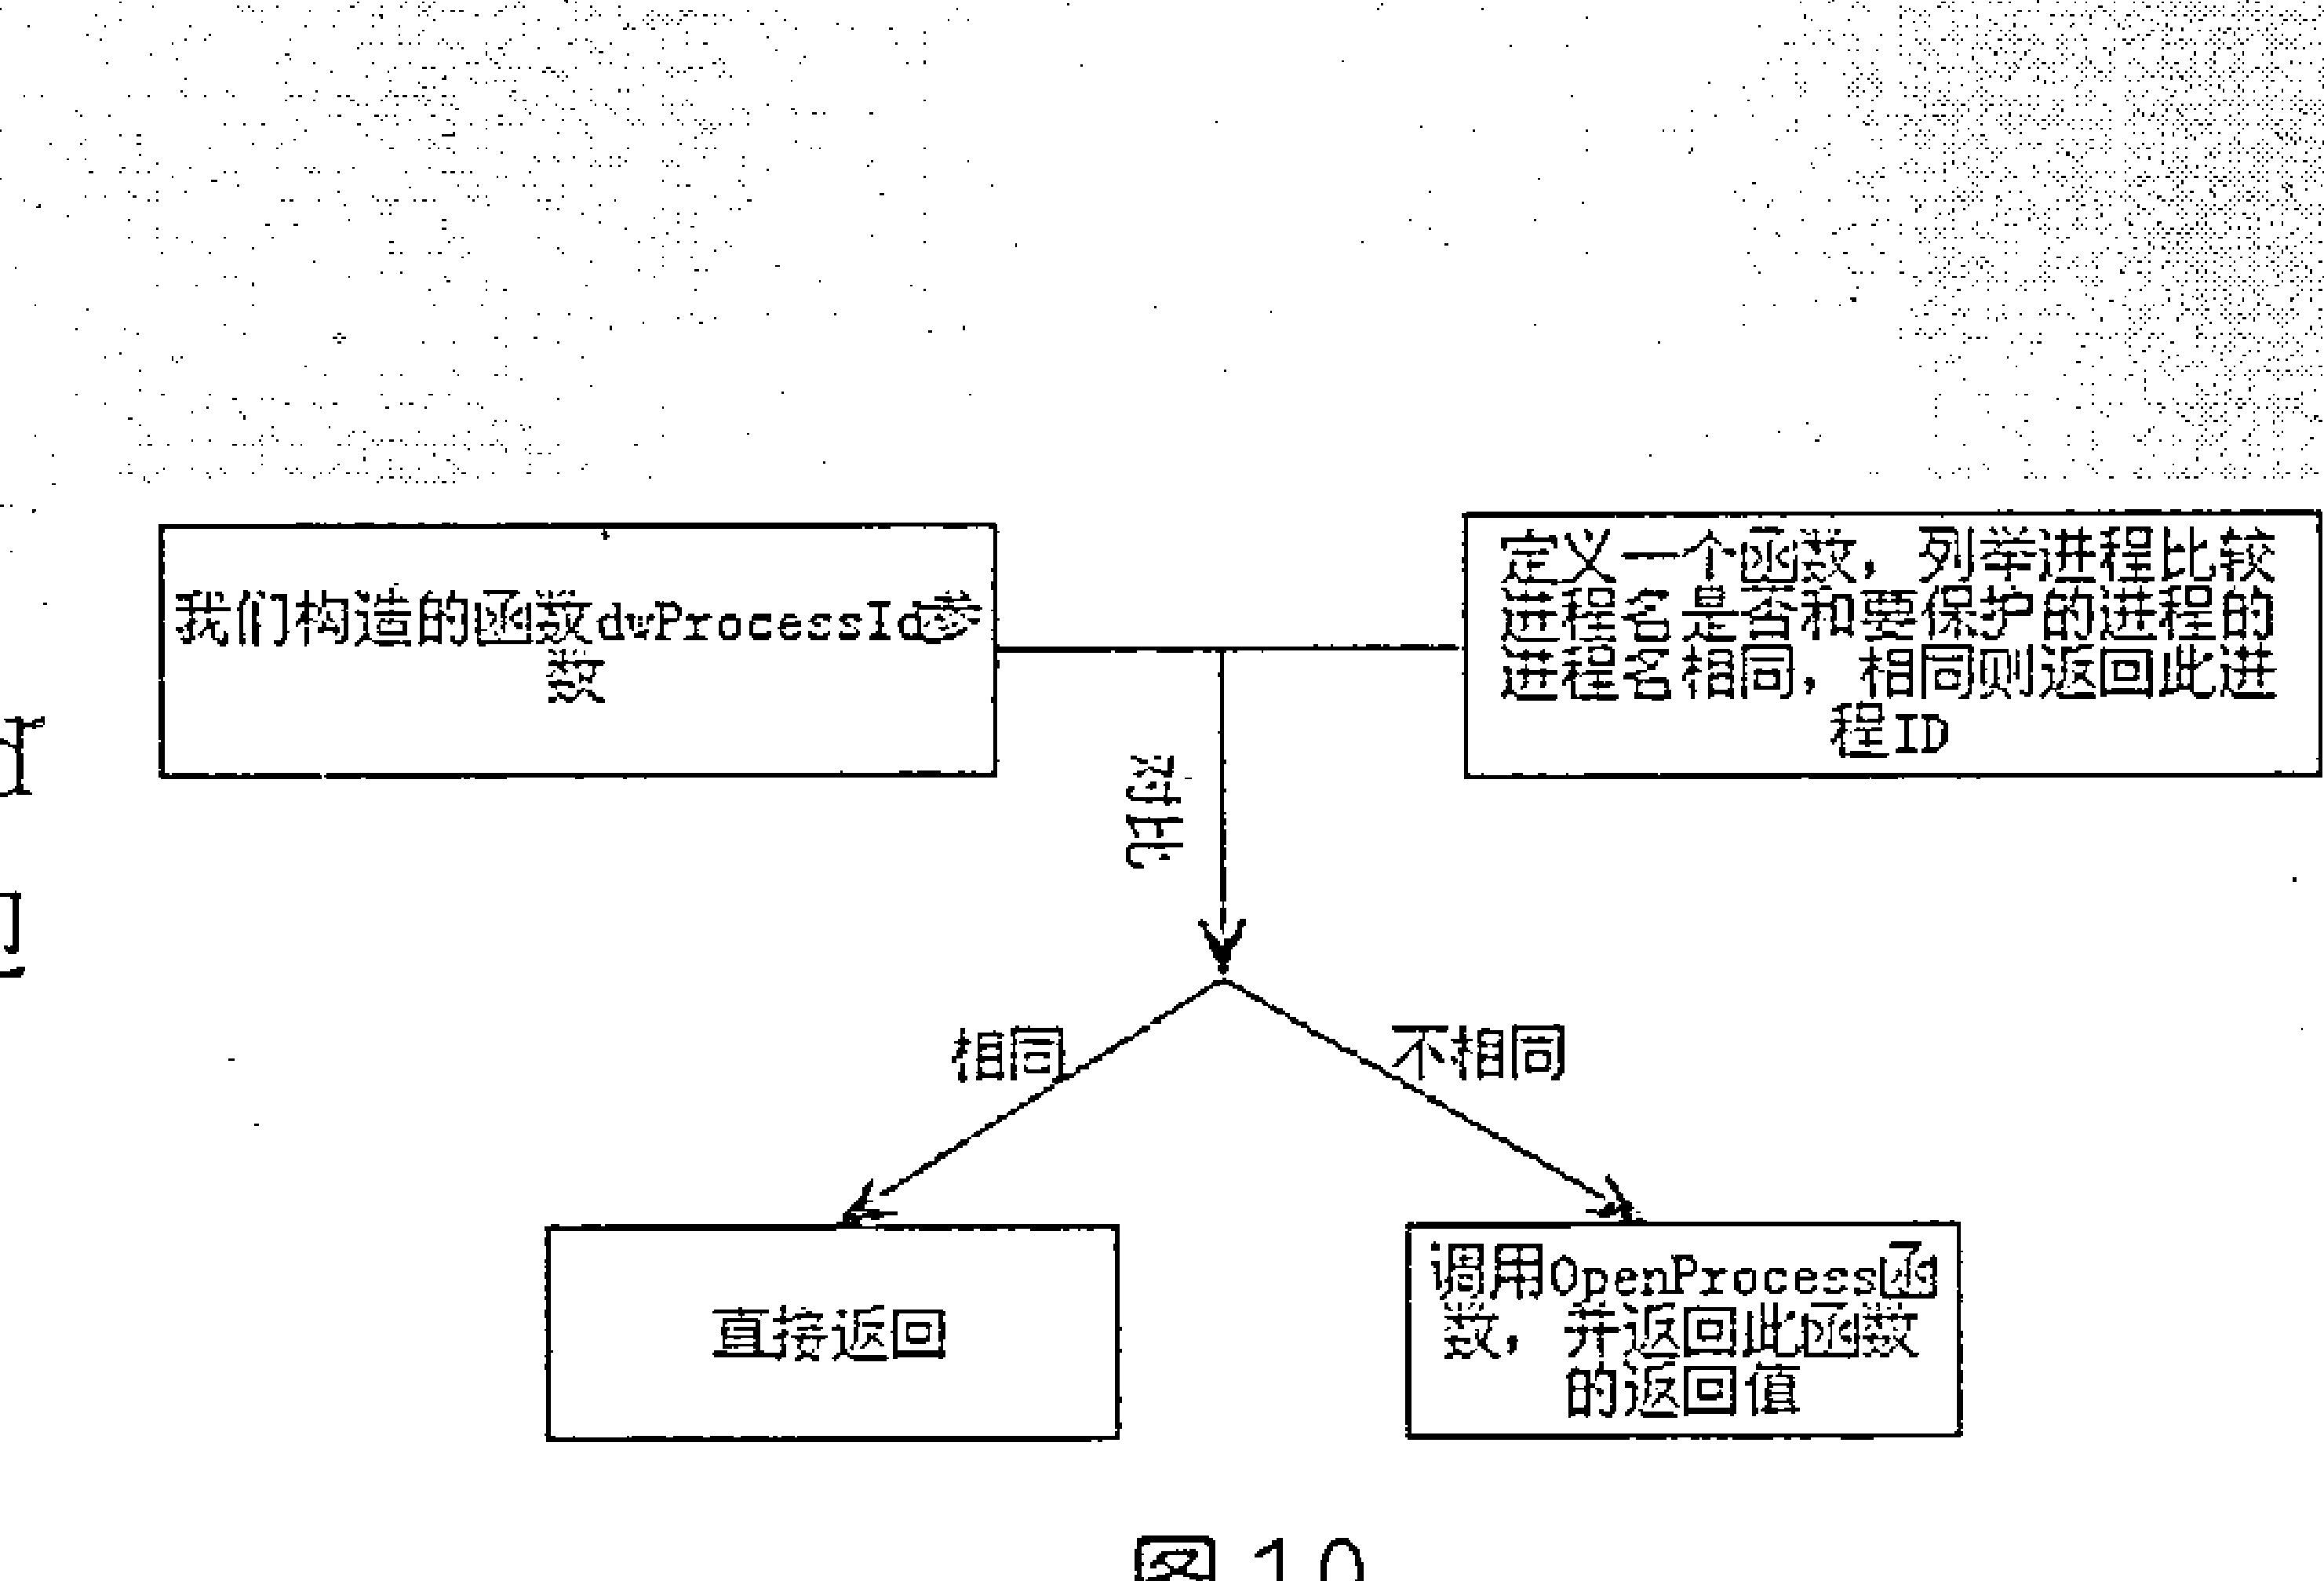 我们构造的函数dwProcessId参
数
定义一个函数，列举进程比较
进程名是否和要保护的进程的
进程名相同，相同则返回此进
程ID
对比
相同
不相同
直接返回
调用OpenProcess函
数，并返回此函数
的返回值
图10